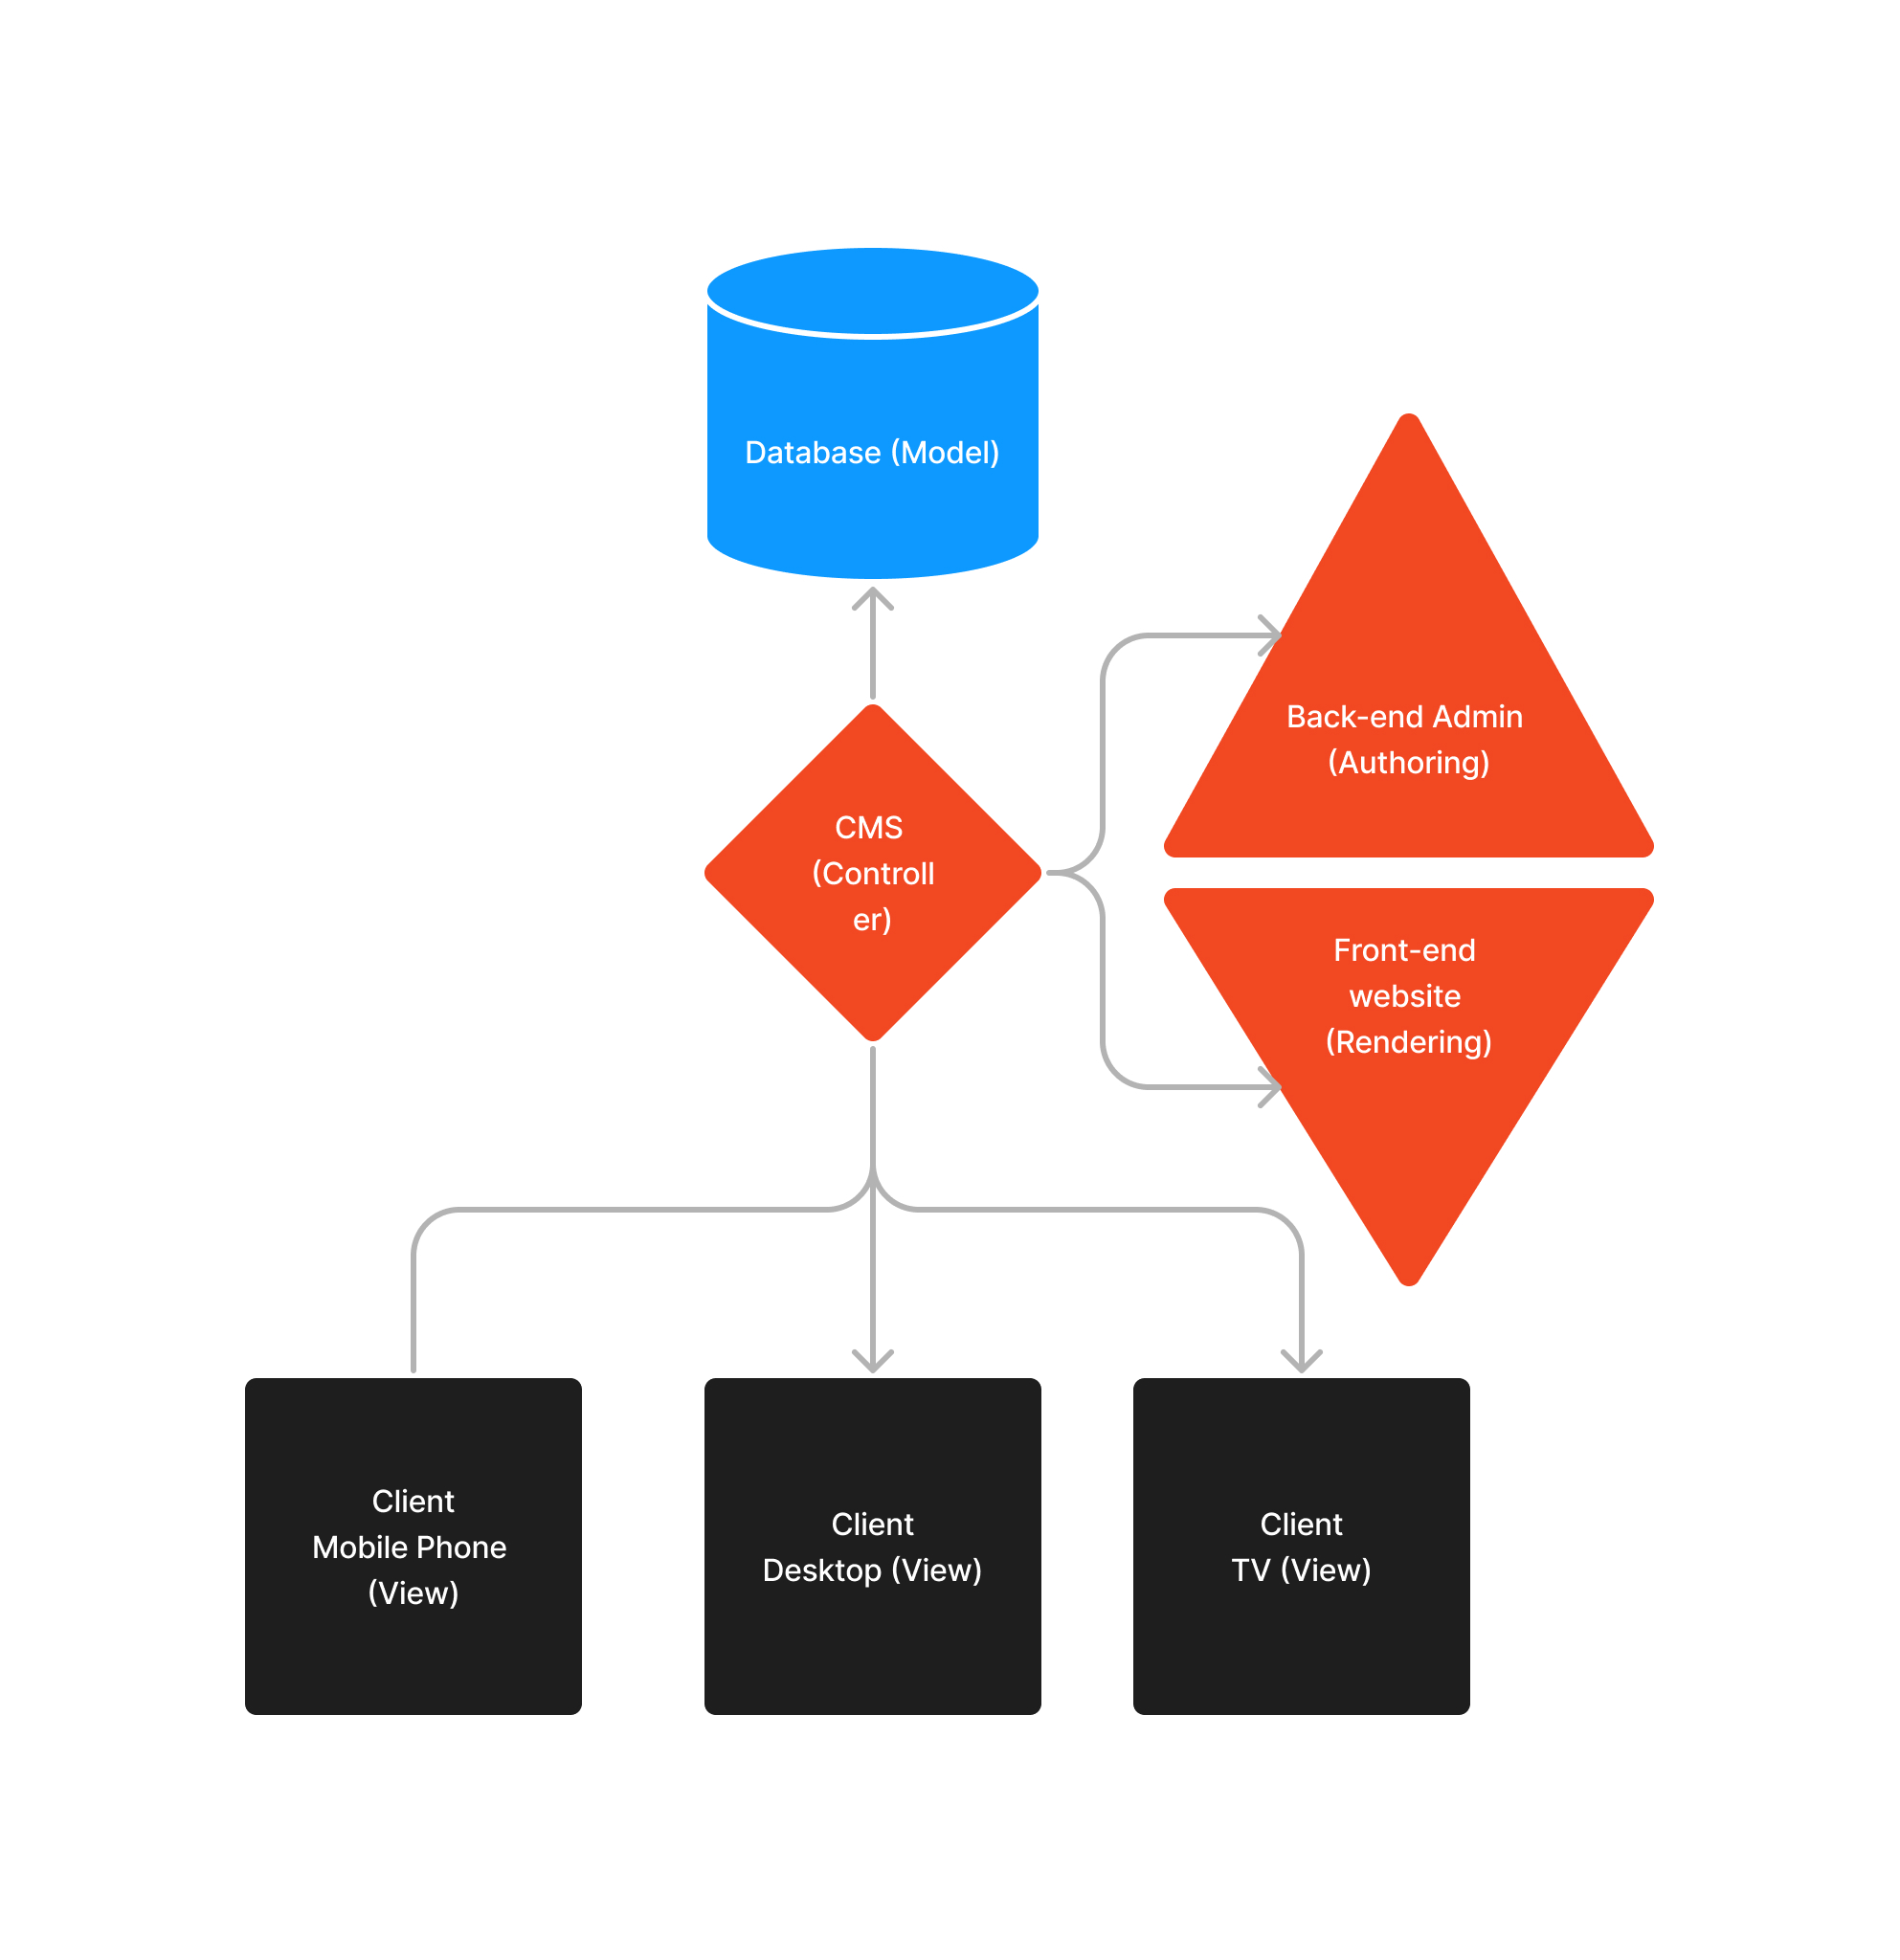 Database (Model)
Back-end Admin
(Authoring)
CMS
(Controll
er)
Front-end
website
(Rendering)
Client
Mobile Phone
(View)
Client
Desktop (View)
Client
TV (View)